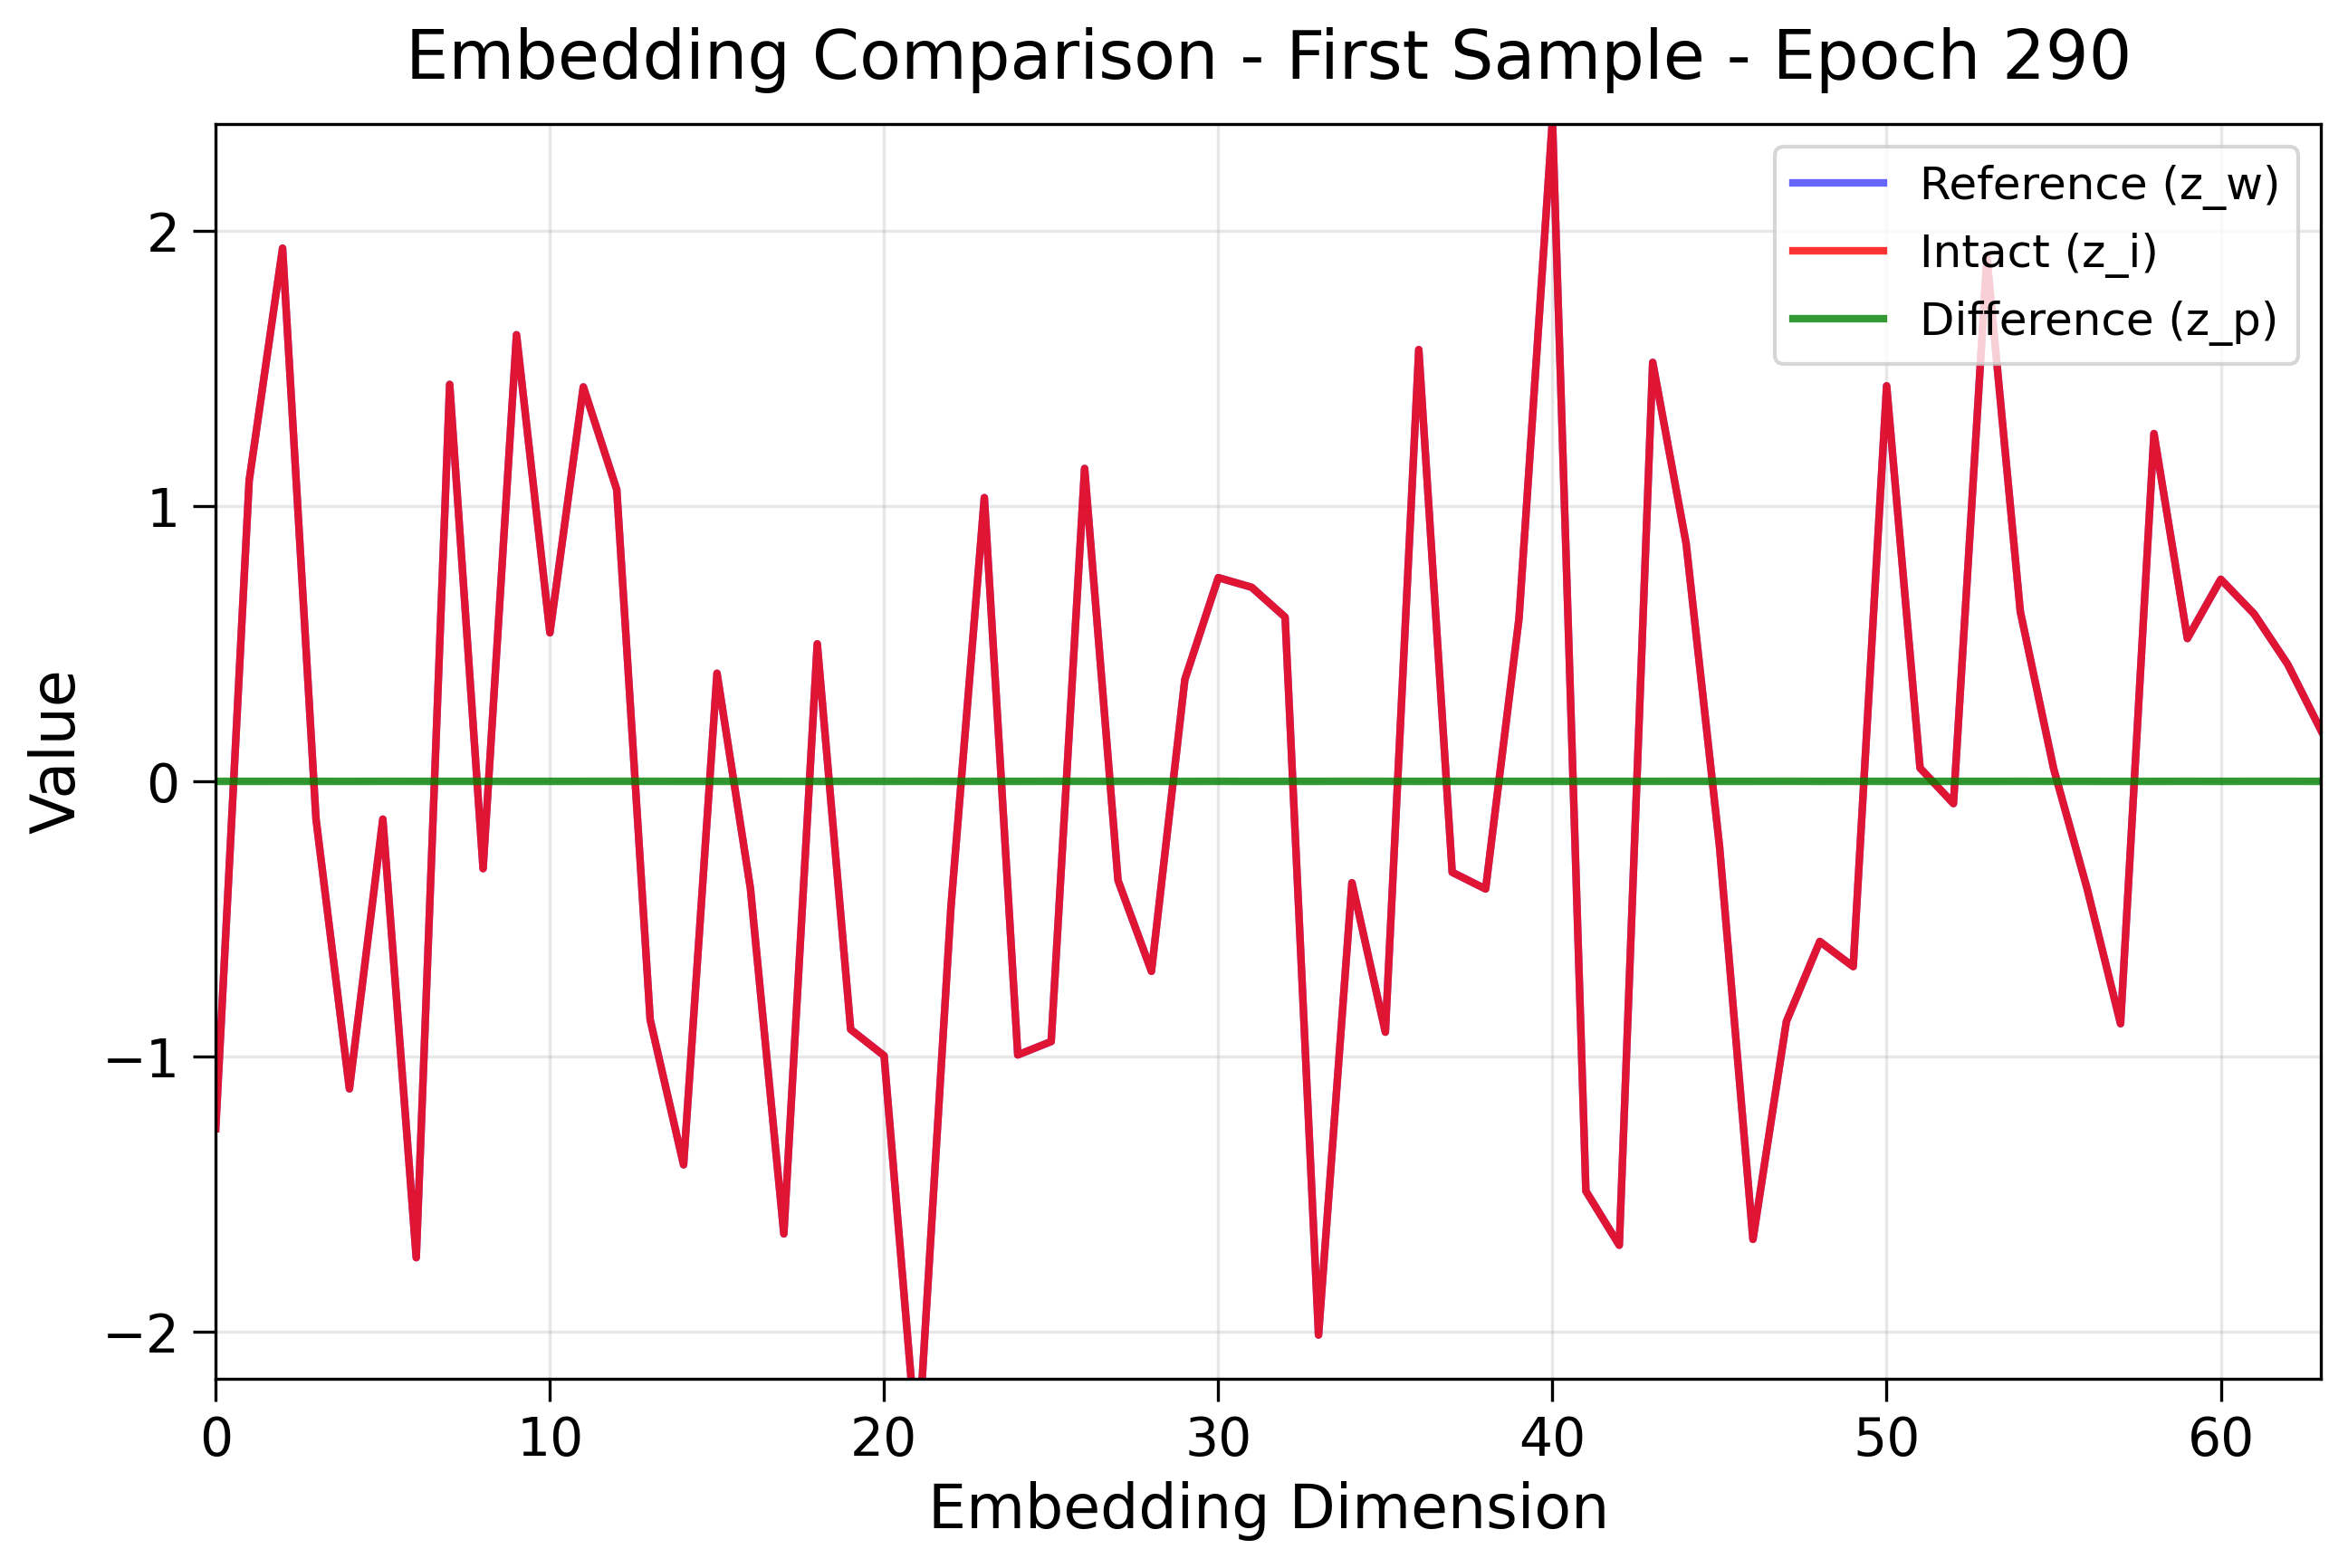 Embedding Comparison - First Sample - Epoch 290
Reference (z_w)
Intact (z_i)
Difference (z_p)
Value
2
1
0
−1
−2
0 10 20 30 40 50 60
Embedding Dimension